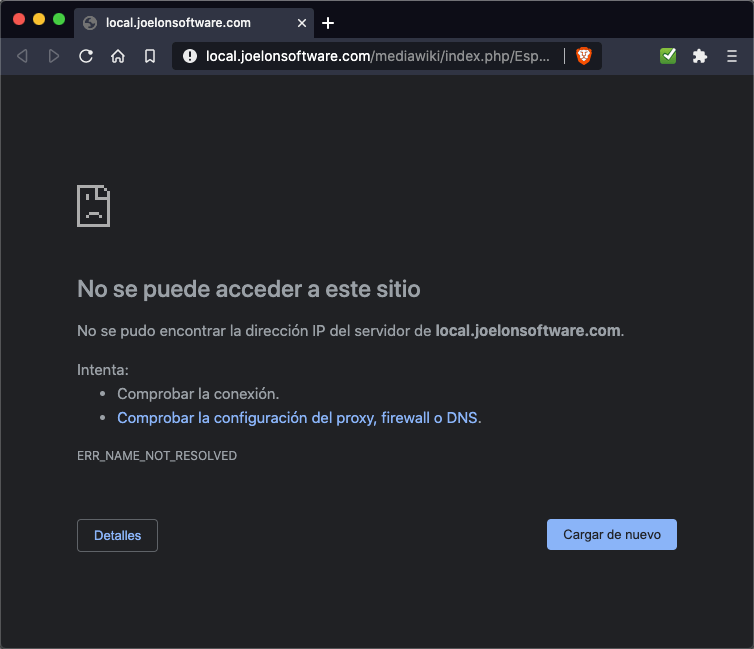 local.joelonsoftware.com
local.joelonsoftware.com/mediawiki/index.php/Esp...
No se puede acceder a este sitio
No se pudo encontrar la dirección IP del servidor de local.joelonsoftware.com.
Intenta:
• Comprobar la conexión.
• Comprobar la configuración del proxy, firewall o DNS.
ERR_NAME_NOT_RESOLVED
Detalles
Cargar de nuevo